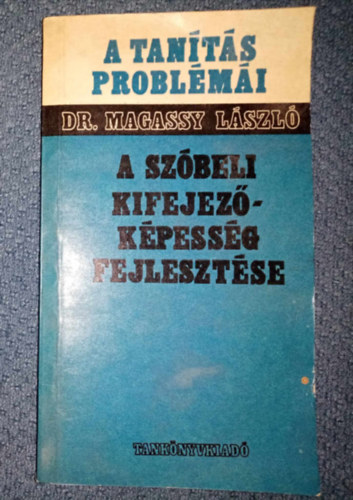 A TANÍTÁS
PROBLÉMÁI
DR. MAGASSY LÁSZLÓ
A SZÓBELI
KIFEJEZŐ-
KÉPESSÉG
FEJLESZTÉSE
TANKÖNYVKIADÓ